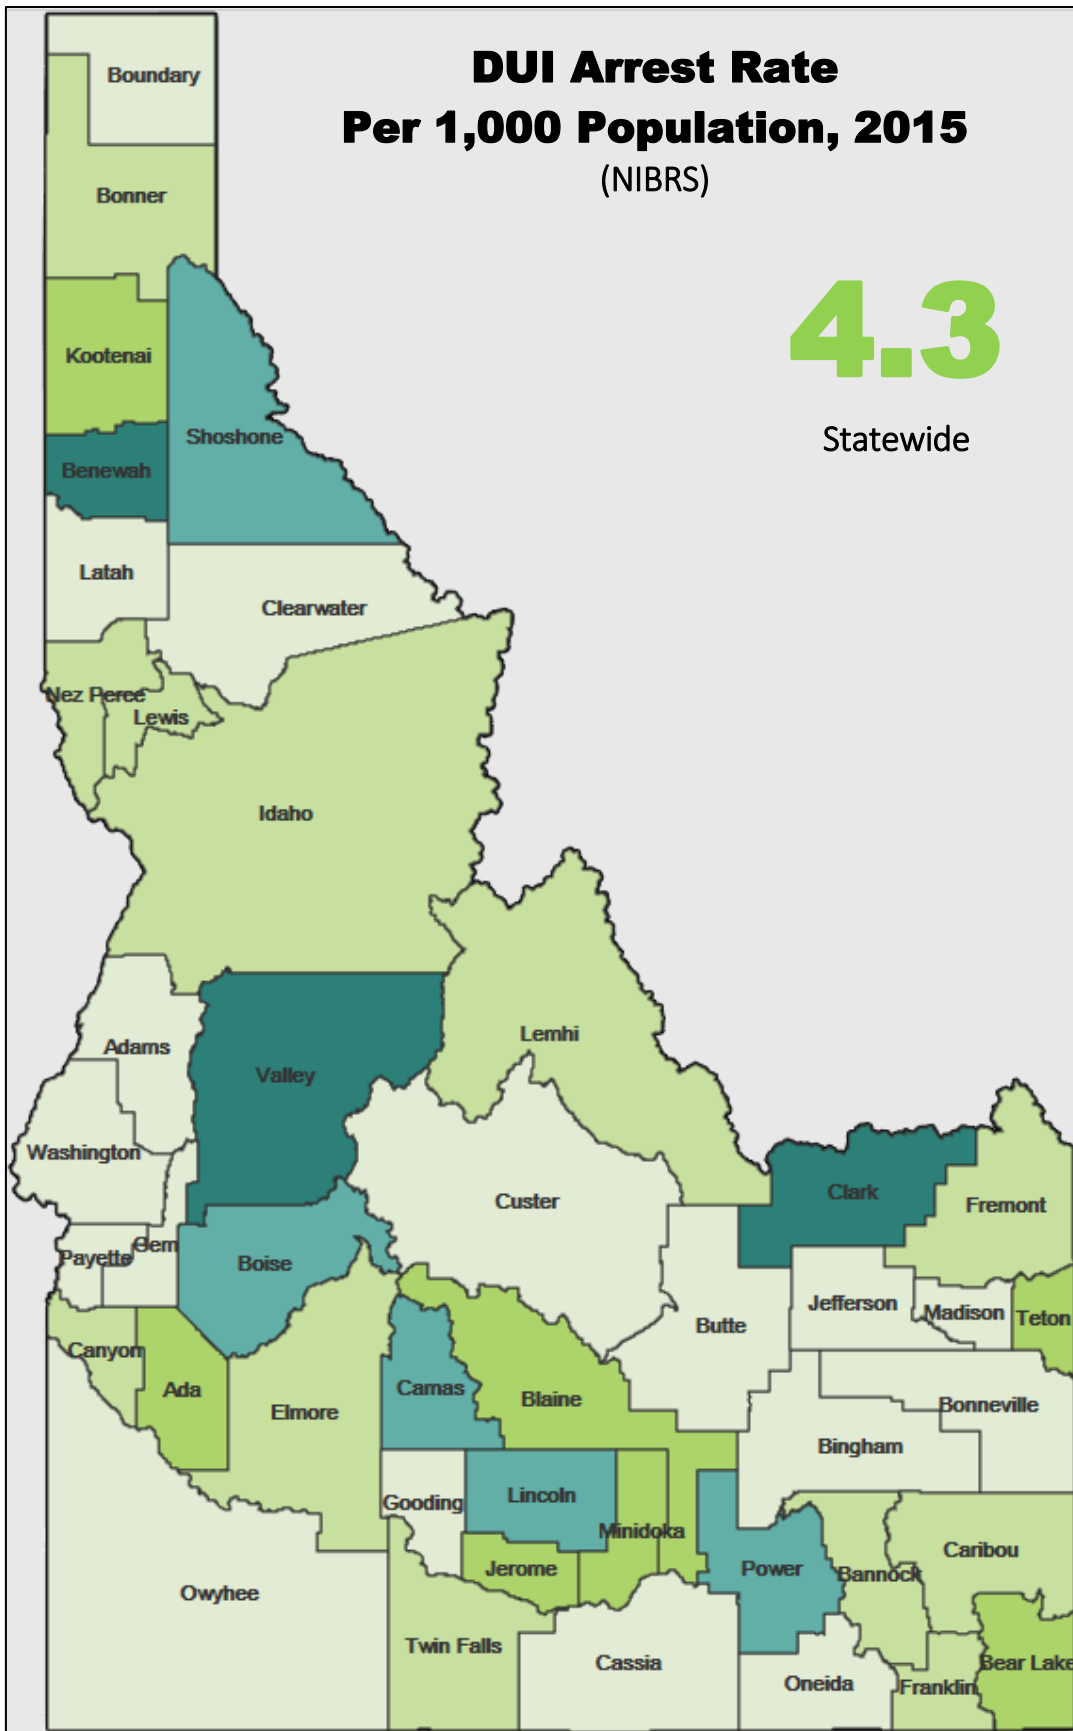 DUI Arrest Rate
Per 1,000 Population, 2015
(NIBRS)
4.3
Statewide
Boundary
Bonner
Kootenai
Shoshone
Benewah
Latah
Clearwater
Nez Perce
Lewis
Idaho
Lemhi
Adams
Valley
Washington
Custer
Clark
Fremont
Gem
Payette
Boise
Jefferson
Madison
Teton
Butte
Canyon
Ada
Camas
Blaine
Elmore
Bonneville
Bingham
Lincoln
Gooding
Minidoka
Caribou
Jerome
Power
Bannock
Owyhee
Twin Falls
Cassia
Bear Lake
Oneida
Franklin